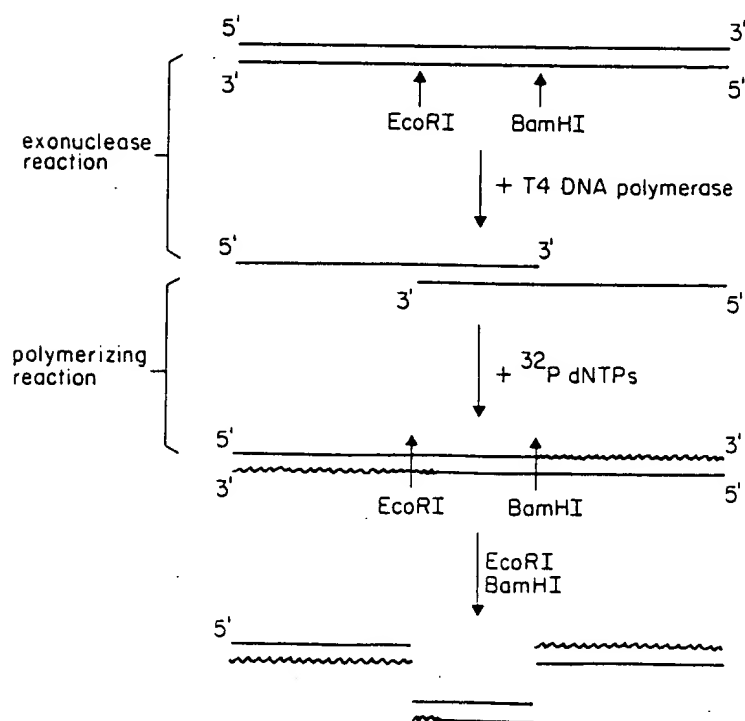 5' 3'
3' 5'
EcoRI BamHI
exonuclease
reaction
+ T4 DNA polymerase
5' 3'
3' 5'
polymerizing
reaction
+ 32P dNTPs
5' 3'
3' 5'
EcoRI BamHI
EcoRI
BamHI
5'